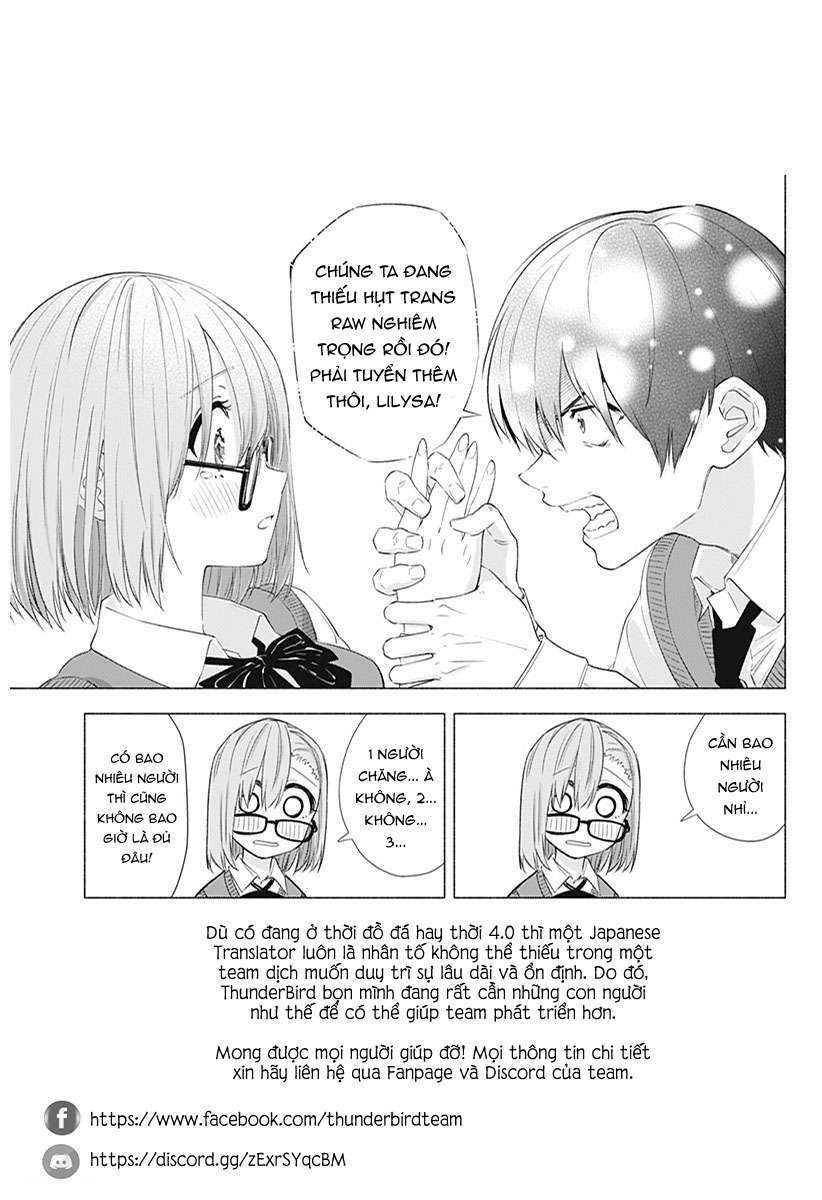 CHÚNG TA ĐANG
THIẾU HỤT TRANS
RAW NGHIÊM
TRỌNG RỒI ĐÓ!
PHẢI TUYỂN THÊM
THÔI, LILYSA!
CẦN BAO
NHIÊU
NGƯỜI
NHỈ...
1 NGƯỜI
CHĂNG... À
KHÔNG, 2...
KHÔNG...
3...
CÓ BAO
NHIÊU NGƯỜI
THÌ CŨNG
KHÔNG BAO
GIỜ LÀ ĐỦ
ĐÂU!
Dù có đang ở thời đồ đá hay thời 4.0 thì một Japanese
Translator luôn là nhân tố không thể thiếu trong một
team dịch muốn duy trì sự lâu dài và ổn định. Do đó,
ThunderBird bọn mình đang rất cần những con người
như thế để có thể giúp team phát triển hơn.
Mong được mọi người giúp đỡ! Mọi thông tin chi tiết
xin hãy liên hệ qua Fanpage và Discord của team.
https://www.facebook.com/thunderbirdteam
https://discord.gg/zExrSYqcBM